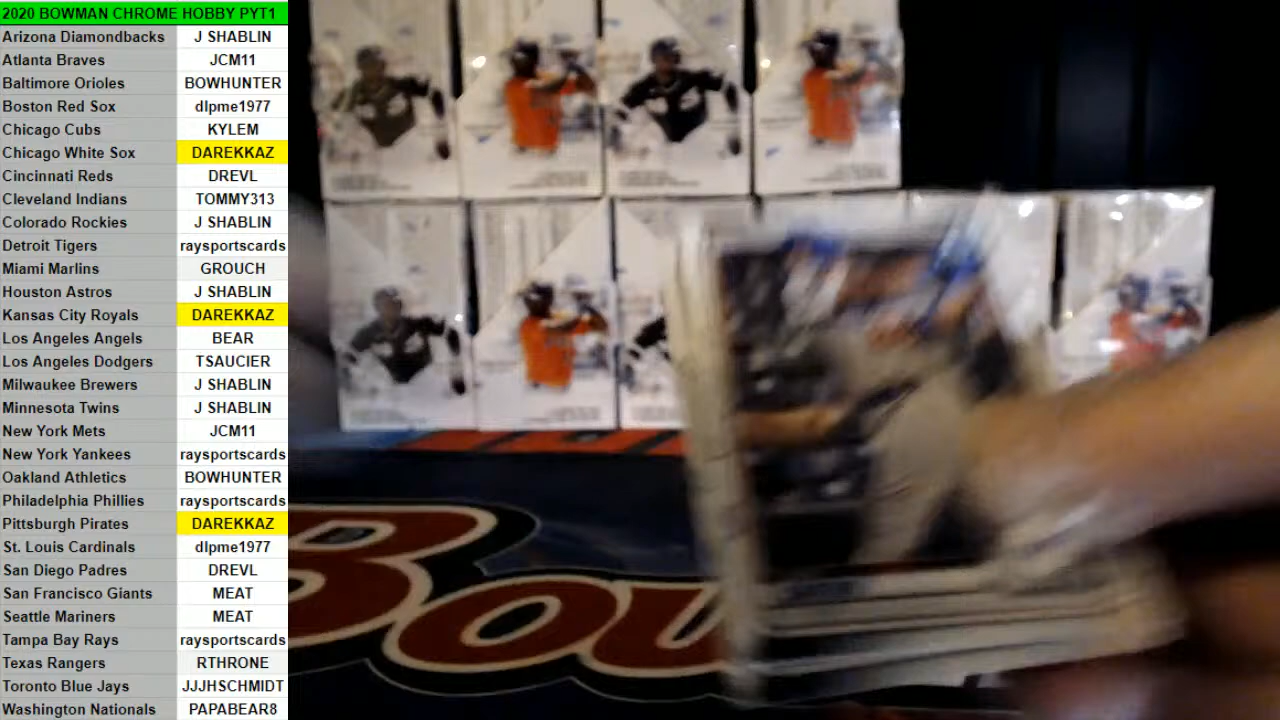 2020 BOWMAN CHROME HOBBY PYT1
Arizona Diamondbacks J SHABLIN
Atlanta Braves JCM11
Baltimore Orioles BOWHUNTER
Boston Red Sox dlpme1977
Chicago Cubs KYLEM
Chicago White Sox DAREKKAZ
Cincinnati Reds DREVL
Cleveland Indians TOMMY313
Colorado Rockies J SHABLIN
Detroit Tigers raysportscards
Miami Marlins GROUCH
Houston Astros J SHABLIN
Kansas City Royals DAREKKAZ
Los Angeles Angels BEAR
Los Angeles Dodgers TSAUCIER
Milwaukee Brewers J SHABLIN
Minnesota Twins J SHABLIN
New York Mets JCM11
New York Yankees raysportscards
Oakland Athletics BOWHUNTER
Philadelphia Phillies raysportscards
Pittsburgh Pirates DAREKKAZ
St. Louis Cardinals dlpme1977
San Diego Padres DREVL
San Francisco Giants MEAT
Seattle Mariners MEAT
Tampa Bay Rays raysportscards
Texas Rangers RTHRONE
Toronto Blue Jays JJJHSCHMIDT
Washington Nationals PAPABEAR8